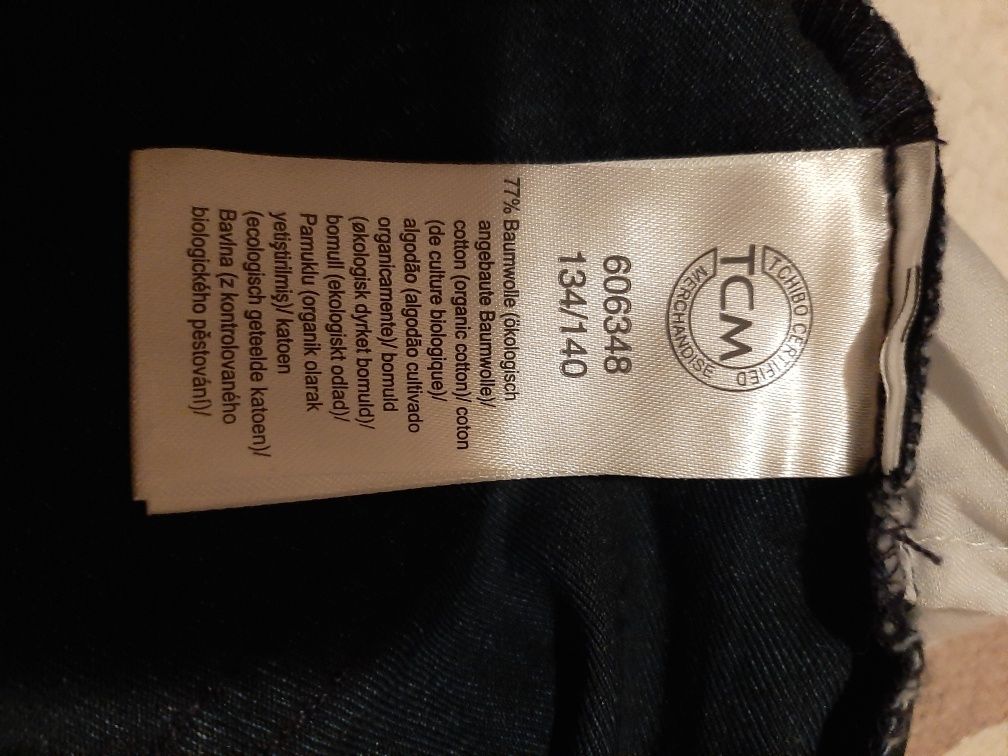 TCHIBO CERTIFIED
TCM
MERCHANDISE
606348
134/140
77% Baumwolle (ökologisch
angebaute Baumwolle)/
cotton (organic cotton)/ coton
(de culture biologique)/
algodão (algodão cultivado
organicamente)/ bomuld
(økologisk dyrket bomuld)/
bomull (ekologiskt odlad)/
Pamuklu (organik olarak
yetiştirilmiş)/ katoen
(ecologisch geteelde katoen)/
Bavlna (z kontrolovaného
biologického pěstování)/